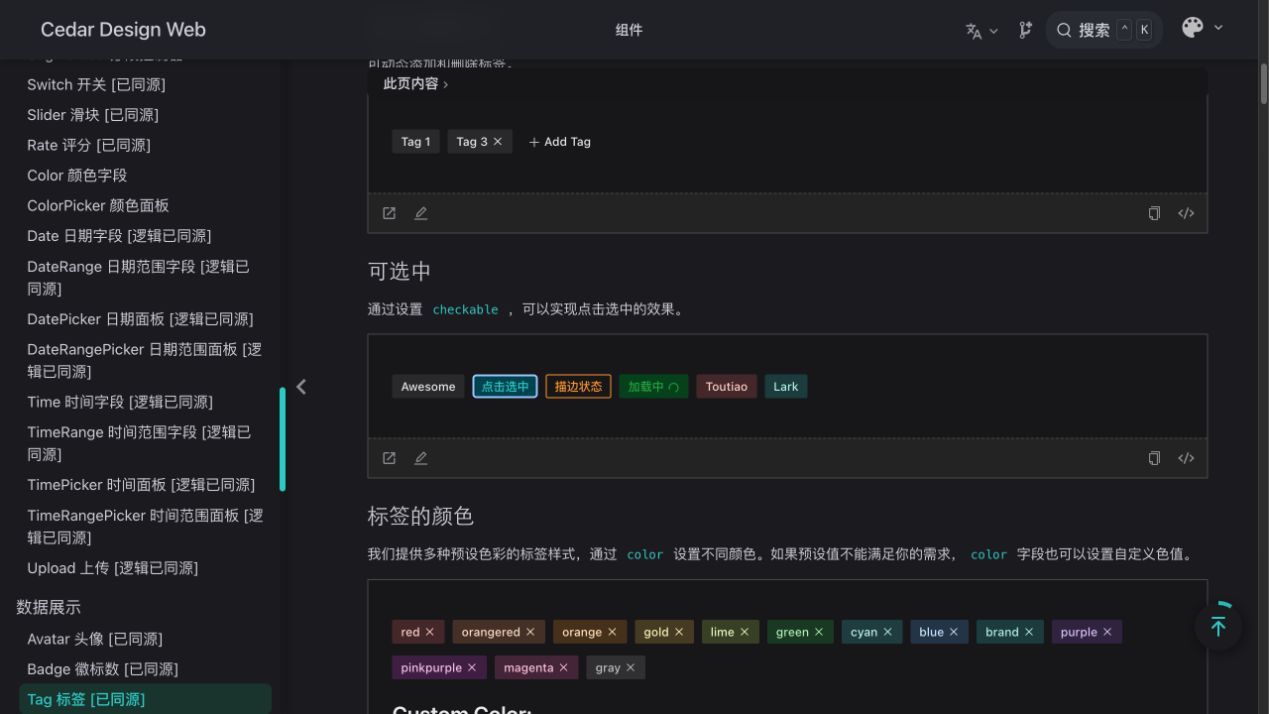 Cedar Design Web
组件
搜索 ^ K
Switch 开关 [已同源]
Slider 滑块 [已同源]
Rate 评分 [已同源]
Color 颜色字段
ColorPicker 颜色面板
Date 日期字段 [逻辑已同源]
DateRange 日期范围字段 [逻辑已
同源]
DatePicker 日期面板 [逻辑已同源]
DateRangePicker 日期范围面板 [逻
辑已同源]
Time 时间字段 [逻辑已同源]
TimeRange 时间范围字段 [逻辑已
同源]
TimePicker 时间面板 [逻辑已同源]
TimeRangePicker 时间范围面板 [逻
辑已同源]
Upload 上传 [逻辑已同源]
数据展示
Avatar 头像 [已同源]
Badge 徽标数 [已同源]
Tag 标签 [已同源]
可动态添加和删除标签。
此页内容 ›
Tag 1 Tag 3 × + Add Tag
可选中
通过设置 checkable ，可以实现点击选中的效果。
Awesome 点击选中 描边状态 加载中 Toutiao Lark
标签的颜色
我们提供多种预设色彩的标签样式，通过 color 设置不同颜色。如果预设值不能满足你的需求， color 字段也可以设置自定义色值。
red × orangered × orange × gold × lime × green × cyan × blue × brand × purple ×
pinkpurple × magenta × gray ×
Custom Color: